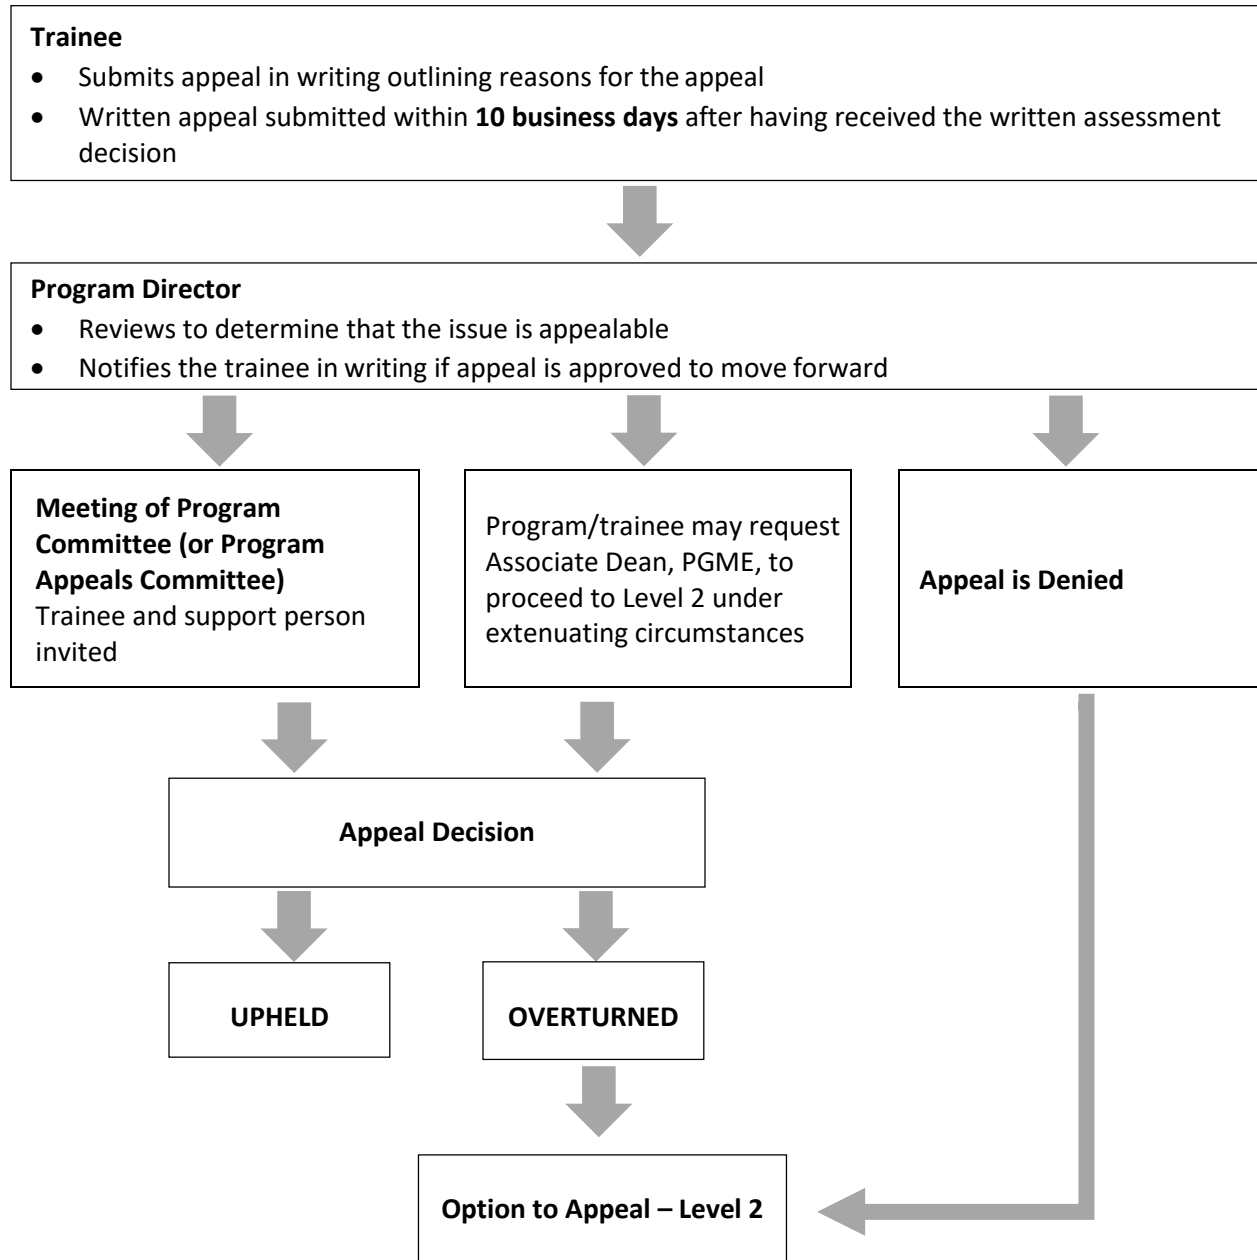 Trainee
• Submits appeal in writing outlining reasons for the appeal
• Written appeal submitted within 10 business days after having received the written assessment
decision
Program Director
• Reviews to determine that the issue is appealable
• Notifies the trainee in writing if appeal is approved to move forward
Meeting of Program
Committee (or Program
Appeals Committee)
Trainee and support person
invited
Program/trainee may request
Associate Dean, PGME, to
proceed to Level 2 under
extenuating circumstances
Appeal is Denied
Appeal Decision
UPHELD
OVERTURNED
Option to Appeal – Level 2